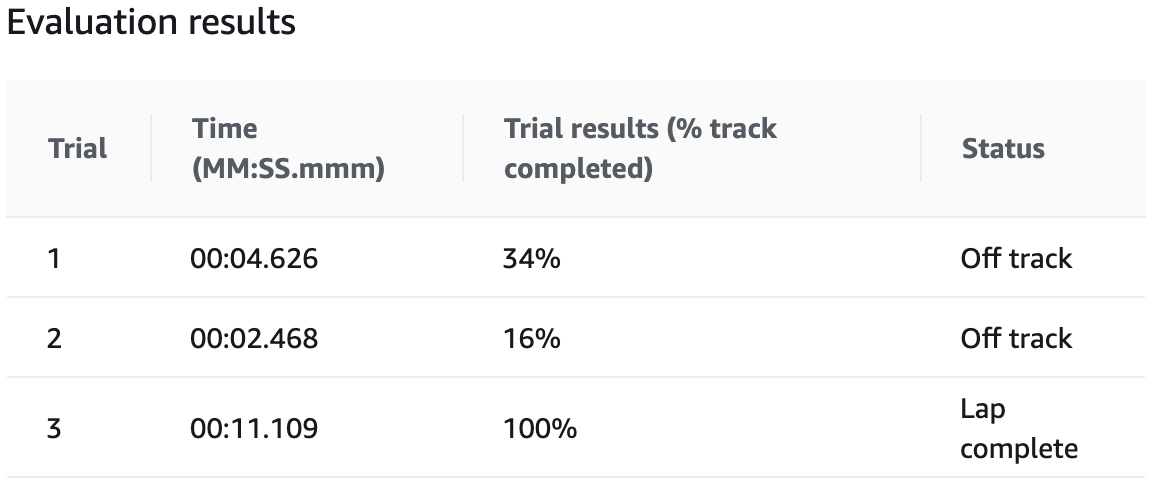 Evaluation results
Trial
Time
(MM:SS.mmm)
Trial results (% track
completed)
Status
1 00:04.626 34% Off track
2 00:02.468 16% Off track
3 00:11.109 100% Lap
complete